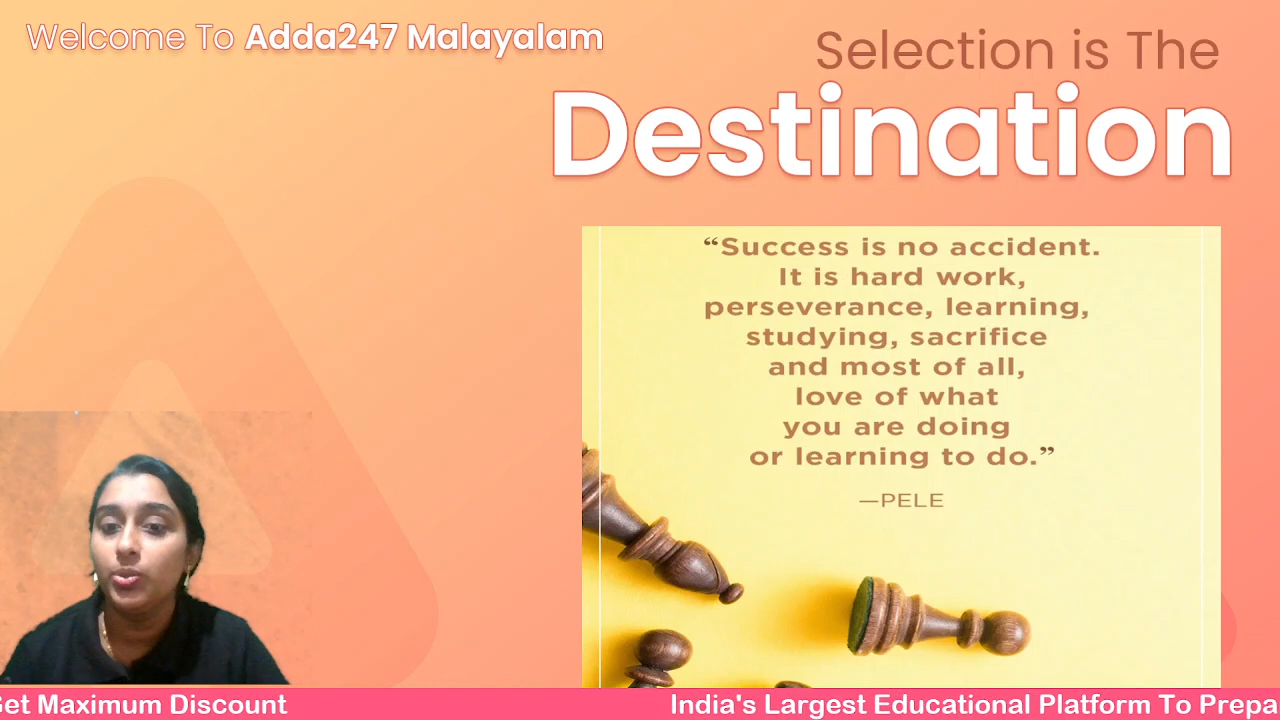 Welcome To Adda247 Malayalam
Selection is The
Destination
“Success is no accident.
It is hard work,
perseverance, learning,
studying, sacrifice
and most of all,
love of what
you are doing
or learning to do.”
—PELE
Get Maximum Discount
India's Largest Educational Platform To Prepa